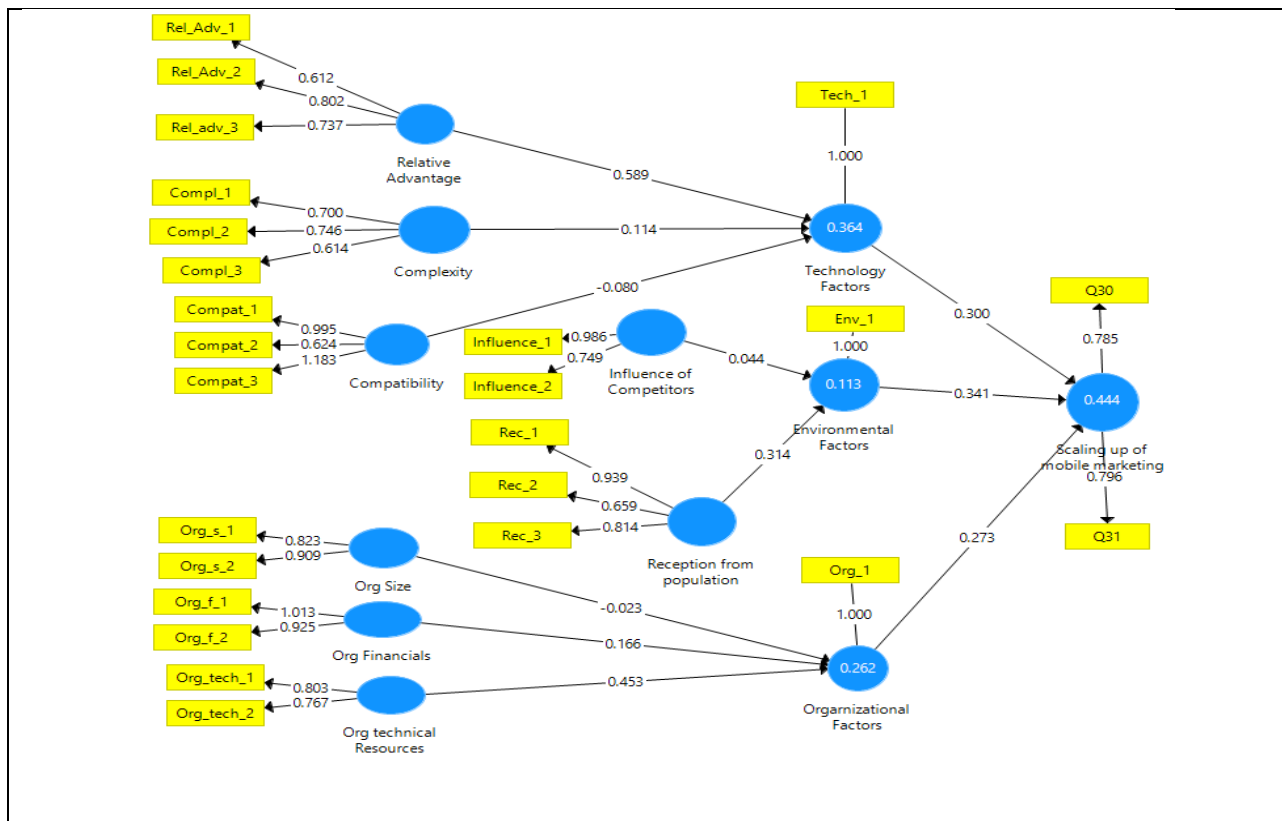 Rel_Adv_1
0.612
Rel_Adv_2
0.802
Rel_adv_3
0.737
Relative
Advantage
0.589
Tech_1
1.000
Compl_1
0.700
Compl_2
0.746
Compl_3
0.614
Complexity
0.114
0.364
Technology
Factors
Compat_1
0.995
Compat_2
0.624
Compat_3
1.183
Compatibility
-0.080
0.300
Influence_1
0.986
Influence_2
0.749
Influence of
Competitors
0.044
Env_1
1.000
0.113
Environmental
Factors
0.341
Q30
0.785
0.444
Scaling up of
mobile marketing
0.796
Q31
Rec_1
0.939
Rec_2
0.659
Rec_3
0.814
Reception from
population
0.314
Org_s_1
0.823
Org_s_2
0.909
Org Size
-0.023
Org_f_1
1.013
Org_f_2
0.925
Org Financials
0.166
Org_tech_1
0.803
Org_tech_2
0.767
Org technical
Resources
0.453
Org_1
1.000
0.262
Orgarnizational
Factors
0.273